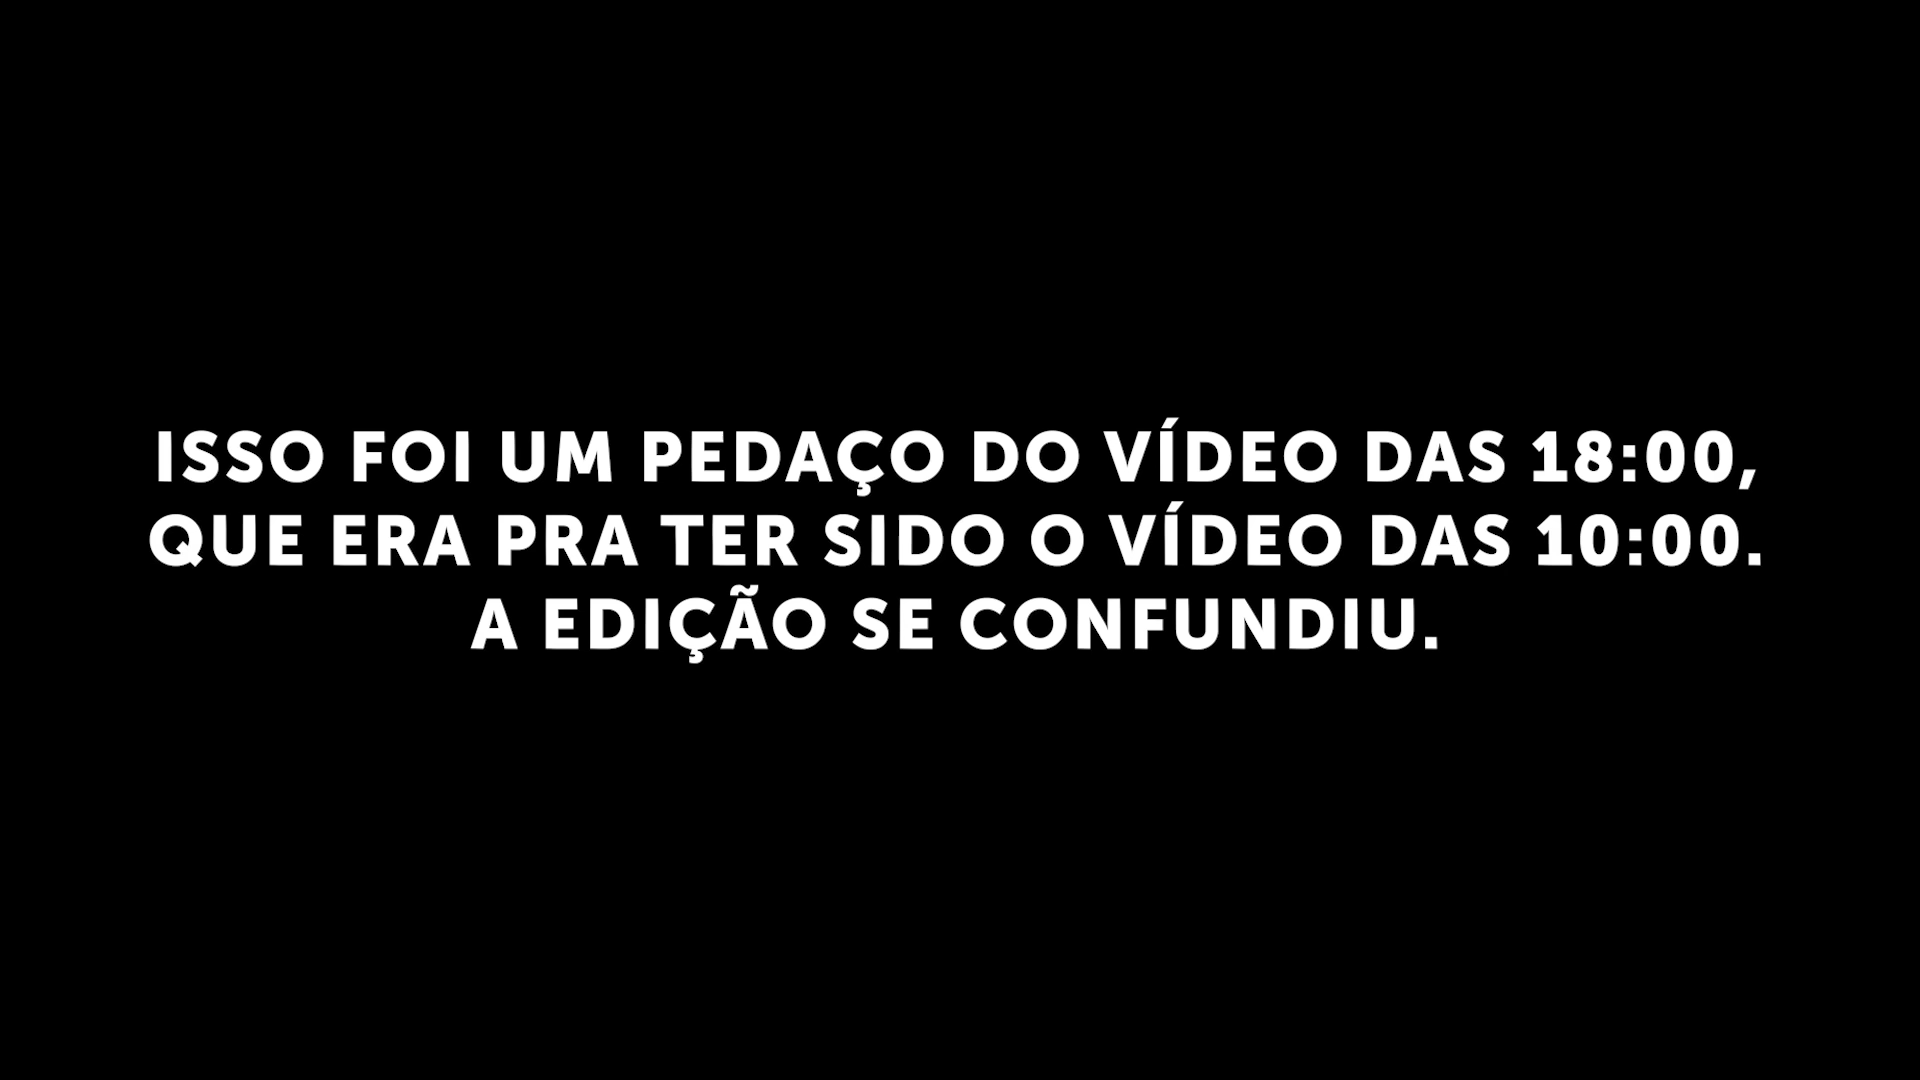 ISSO FOI UM PEDAÇO DO VÍDEO DAS 18:00,
QUE ERA PRA TER SIDO O VÍDEO DAS 10:00.
A EDIÇÃO SE CONFUNDIU.